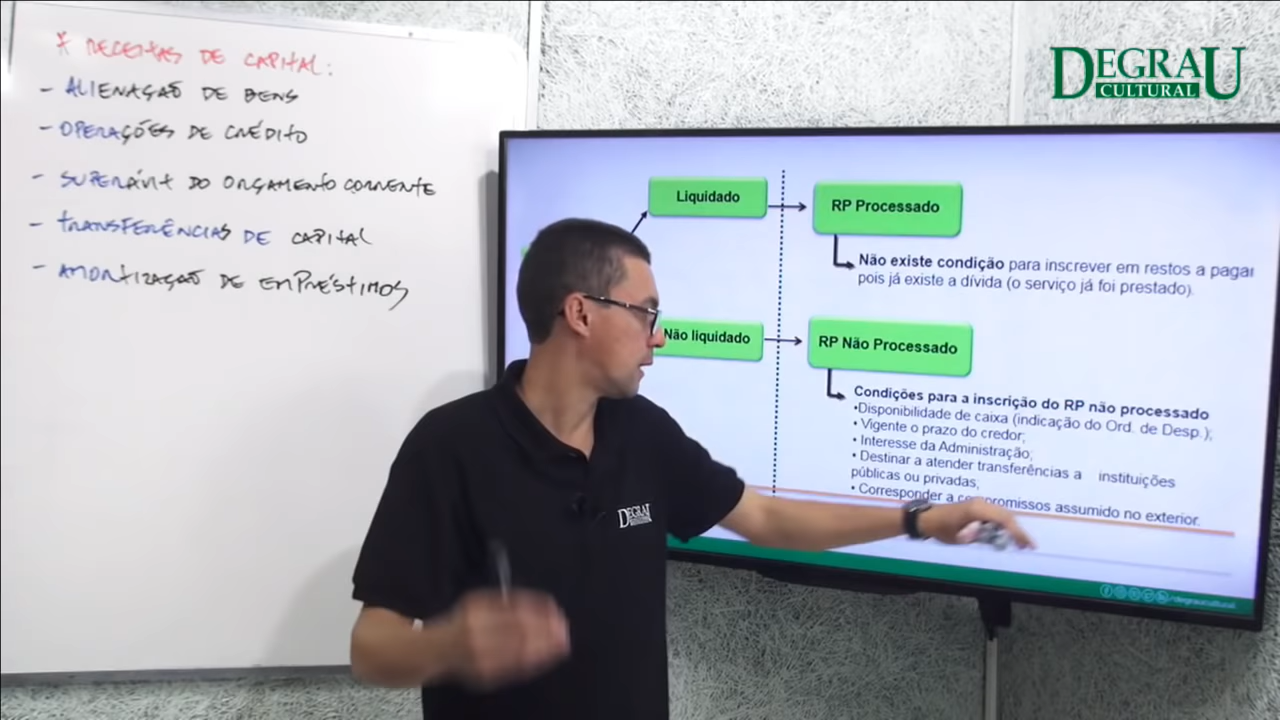 * RECEITAS DE CAPITAL:
- ALIENAÇÃO DE BENS
- OPERAÇÕES DE CRÉDITO
- SUPERÁVIT DO ORÇAMENTO CORRENTE
- TRANSFERÊNCIAS DE CAPITAL
- AMORTIZAÇÃO DE EMPRÉSTIMOS
DEGRAU
CULTURAL
Liquidado
RP Processado
Não existe condição para inscrever em restos a pagar
pois já existe a dívida (o serviço já foi prestado).
Não liquidado
RP Não Processado
Condições para a inscrição do RP não processado
•Disponibilidade de caixa (indicação do Ord. de Desp.);
• Vigente o prazo do credor;
• Interesse da Administração;
• Destinar a atender transferências a instituições
públicas ou privadas;
• Corresponder a compromissos assumido no exterior.
/degraucultural
DEGRAU